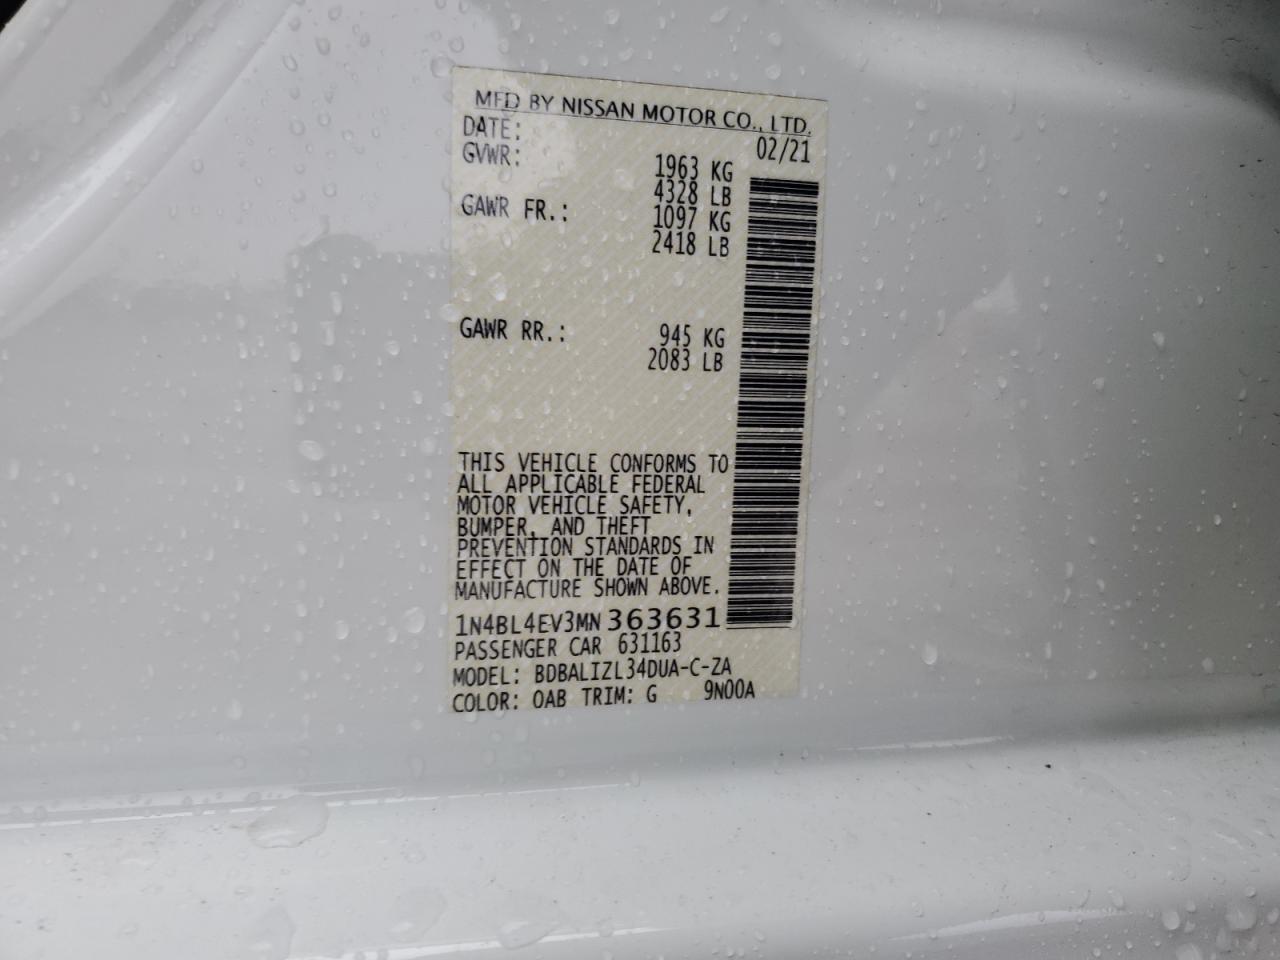 MFD BY NISSAN MOTOR CO., LTD.
DATE: 02/21
GVWR: 1963 KG
4328 LB
GAWR FR.: 1097 KG
2418 LB
GAWR RR.: 945 KG
2083 LB
THIS VEHICLE CONFORMS TO
ALL APPLICABLE FEDERAL
MOTOR VEHICLE SAFETY,
BUMPER, AND THEFT
PREVENTION STANDARDS IN
EFFECT ON THE DATE OF
MANUFACTURE SHOWN ABOVE.
1N4BL4EV3MN363631
PASSENGER CAR 631163
MODEL: BDBALIZL34DUA-C-ZA
COLOR: QAB TRIM: G 9N00A